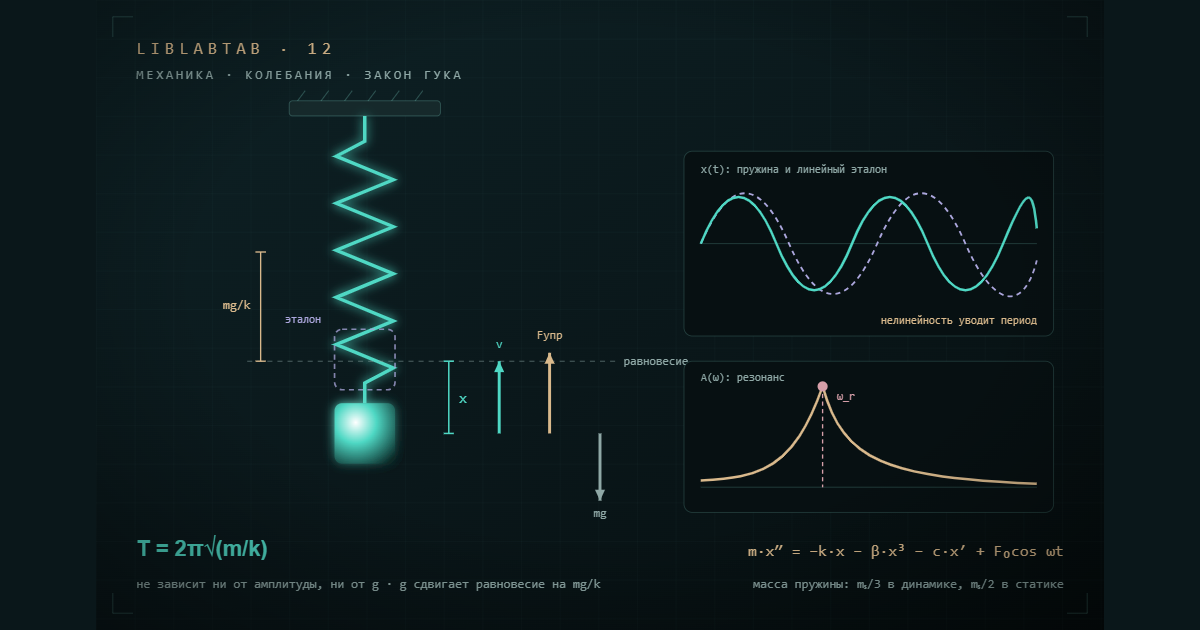 LIBLABTAB · 12
МЕХАНИКА · КОЛЕБАНИЯ · ЗАКОН ГУКА
x(t): пружина и линейный эталон
mg/k
эталон
нелинейность уводит период
Fупр
v
равновесие
A(ω): резонанс
x
ω_r
mg
T = 2π√(m/k)
m·x″ = −k·x − β·x³ − c·x′ + F₀cos ωt
не зависит ни от амплитуды, ни от g · g сдвигает равновесие на mg/k
масса пружины: mₛ/3 в динамике, mₛ/2 в статике